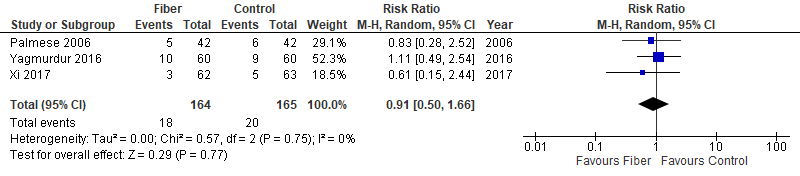 Fiber Control Risk Ratio Risk Ratio
Study or Subgroup Events Total Events Total Weight M-H, Random, 95% CI Year M-H, Random, 95% CI
Palmese 2006 5 42 6 42 29.1% 0.83 [0.28, 2.52] 2006
Yagmurdur 2016 10 60 9 60 52.3% 1.11 [0.49, 2.54] 2016
Xi 2017 3 62 5 63 18.5% 0.61 [0.15, 2.44] 2017
Total (95% CI) 164 165 100.0% 0.91 [0.50, 1.66]
Total events 18 20
Heterogeneity: Tau² = 0.00; Chi² = 0.57, df = 2 (P = 0.75); I² = 0%
Test for overall effect: Z = 0.29 (P = 0.77)
0.01 0.1 1 10 100
Favours Fiber Favours Control